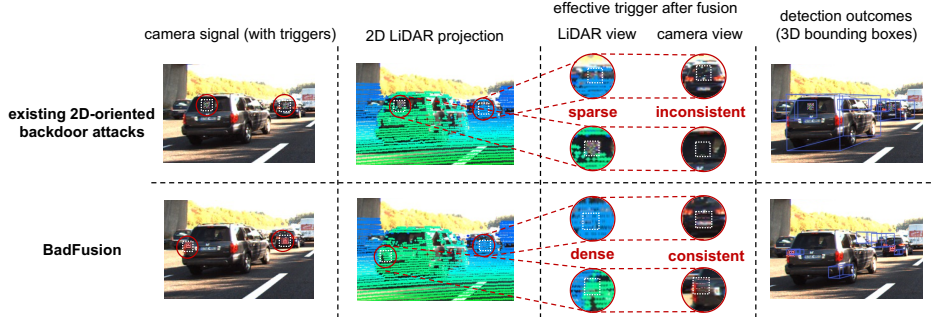 effective trigger after fusion
detection outcomes
(3D bounding boxes)
camera signal (with triggers)
2D LiDAR projection
LiDAR view
camera view
existing 2D-oriented
backdoor attacks
sparse
inconsistent
BadFusion
dense
consistent